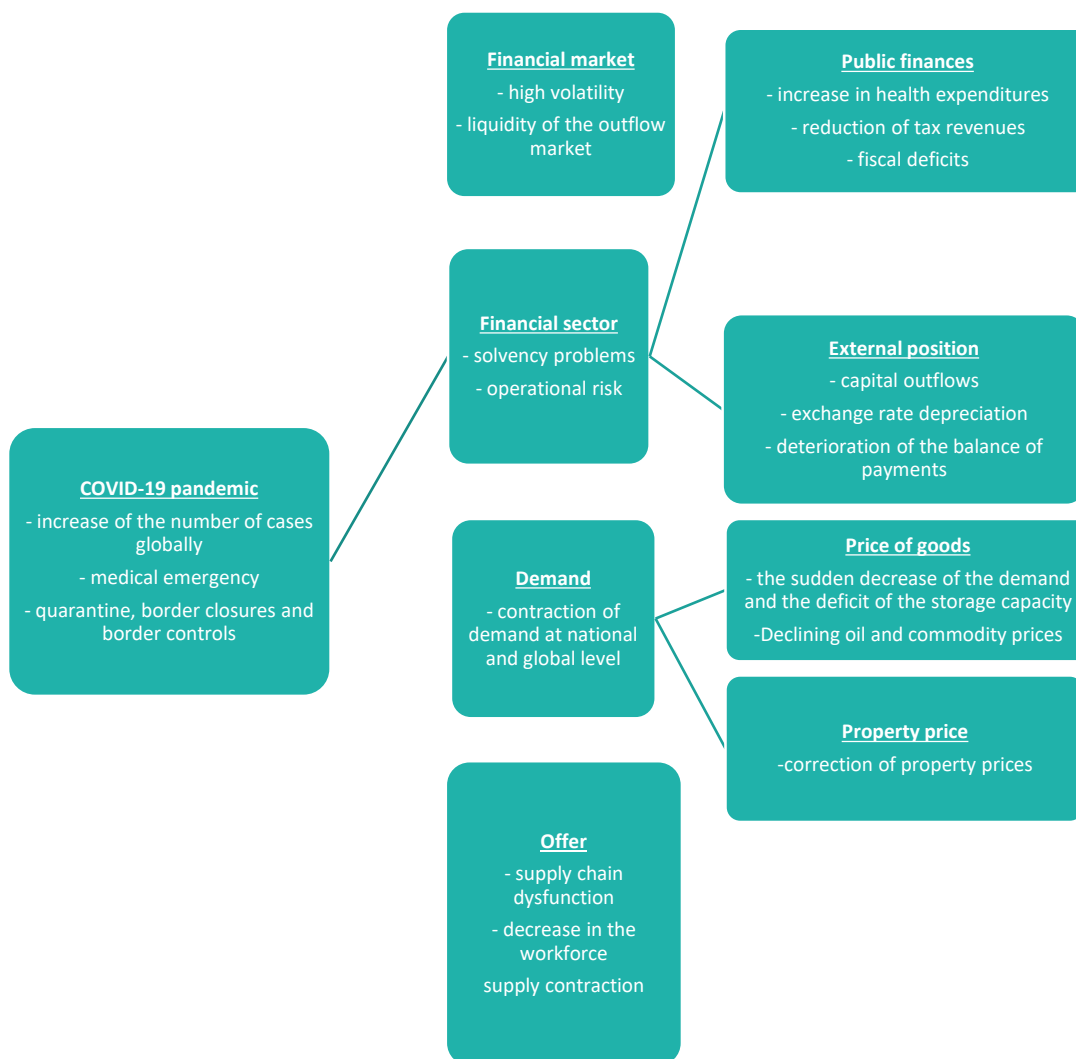 COVID-19 pandemic
- increase of the number of cases
globally
- medical emergency
- quarantine, border closures and
border controls
Financial market
- high volatility
- liquidity of the outflow
market
Financial sector
- solvency problems
- operational risk
Demand
- contraction of
demand at national
and global level
Offer
- supply chain
dysfunction
- decrease in the
workforce
supply contraction
Public finances
- increase in health expenditures
- reduction of tax revenues
- fiscal deficits
External position
- capital outflows
- exchange rate depreciation
- deterioration of the balance of
payments
Price of goods
- the sudden decrease of the demand
and the deficit of the storage capacity
-Declining oil and commodity prices
Property price
-correction of property prices